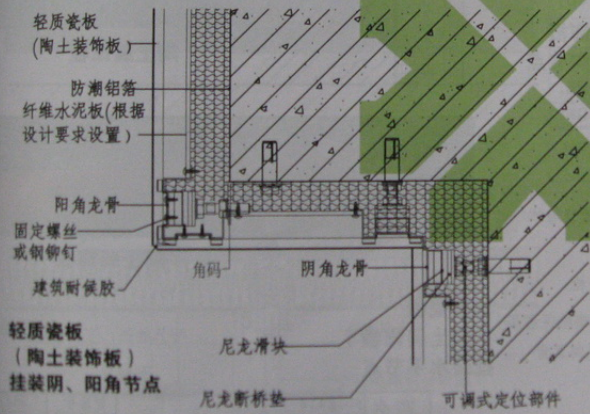 轻质瓷板
(陶土装饰板)
防潮铝箔
纤维水泥板(根据
设计要求设置)
阳角龙骨
固定螺丝
或钢铆钉
建筑耐候胶
角码
阴角龙骨
轻质瓷板
(陶土装饰板)
挂装阴、阳角节点
尼龙滑块
尼龙断桥垫
可调式定位部件